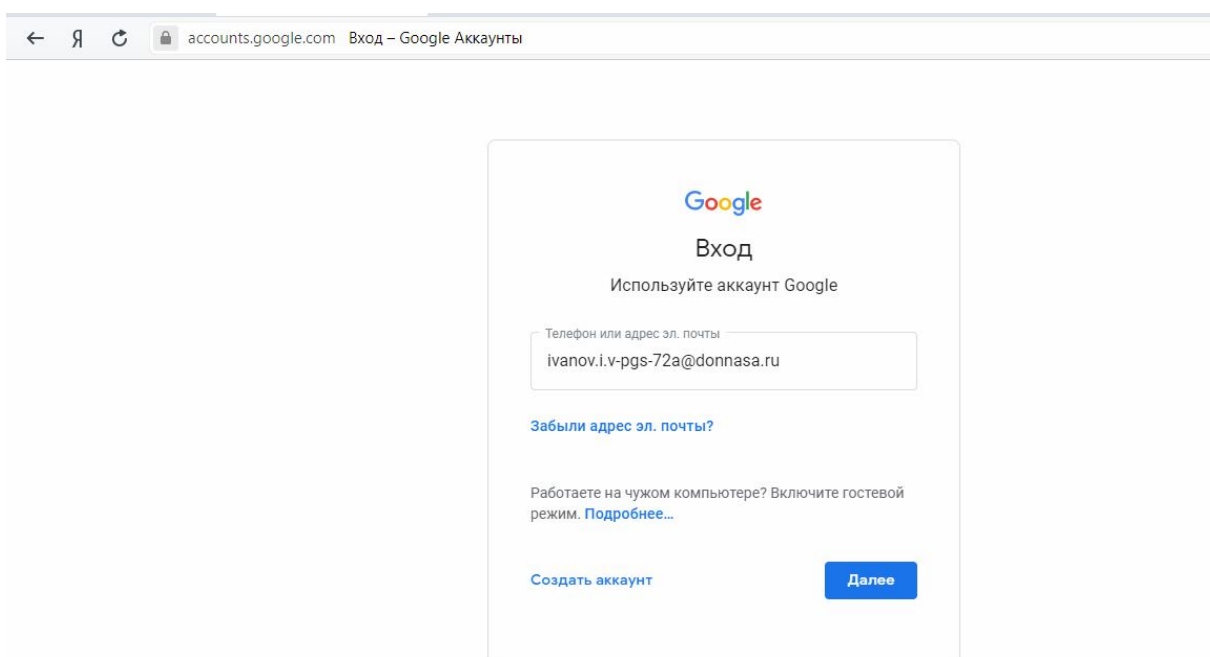 Я accounts.google.com Вход – Google Аккаунты
Google
Вход
Используйте аккаунт Google
Телефон или адрес эл. почты
ivanov.i.v-pgs-72a@donnasa.ru
Забыли адрес эл. почты?
Работаете на чужом компьютере? Включите гостевой
режим. Подробнее...
Создать аккаунт Далее